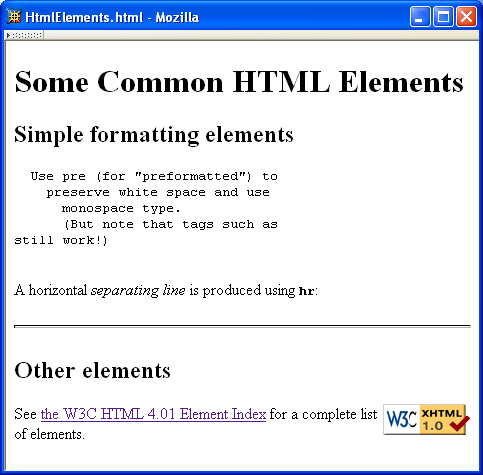 HtmlElements.html - Mozilla
Some Common HTML Elements
Simple formatting elements
  Use pre (for "preformatted") to
    preserve white space and use
      monospace type.
      (But note that tags such as
still work!)
A horizontal separating line is produced using hr:
Other elements
See the W3C HTML 4.01 Element Index for a complete list
of elements.
W3C XHTML 1.0